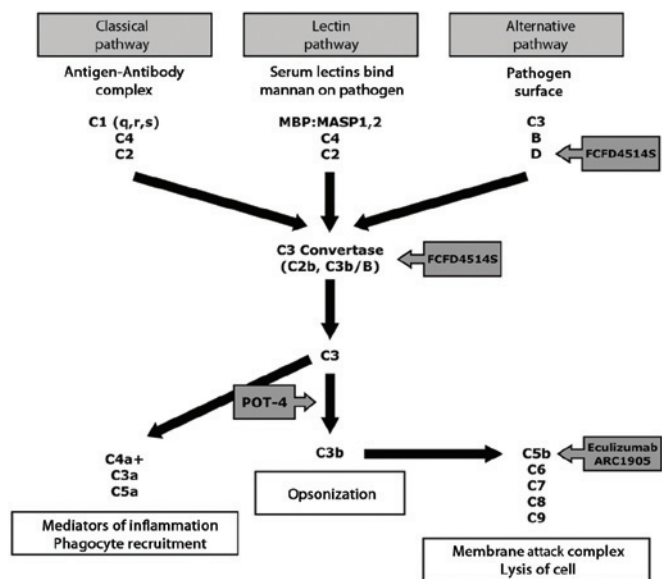 Classical
pathway
Lectin
pathway
Alternative
pathway
Antigen-Antibody
complex
Serum lectins bind
mannan on pathogen
Pathogen
surface
C1 (q,r,s)
C4
C2
MBP:MASP1,2
C4
C2
C3
B
D
FCFD4514S
C3 Convertase
(C2b, C3b/B)
FCFD4514S
C3
POT-4
C4a+
C3a
C5a
C3b
C5b
C6
C7
C8
C9
Eculizumab
ARC1905
Opsonization
Mediators of inflammation
Phagocyte recruitment
Membrane attack complex
Lysis of cell